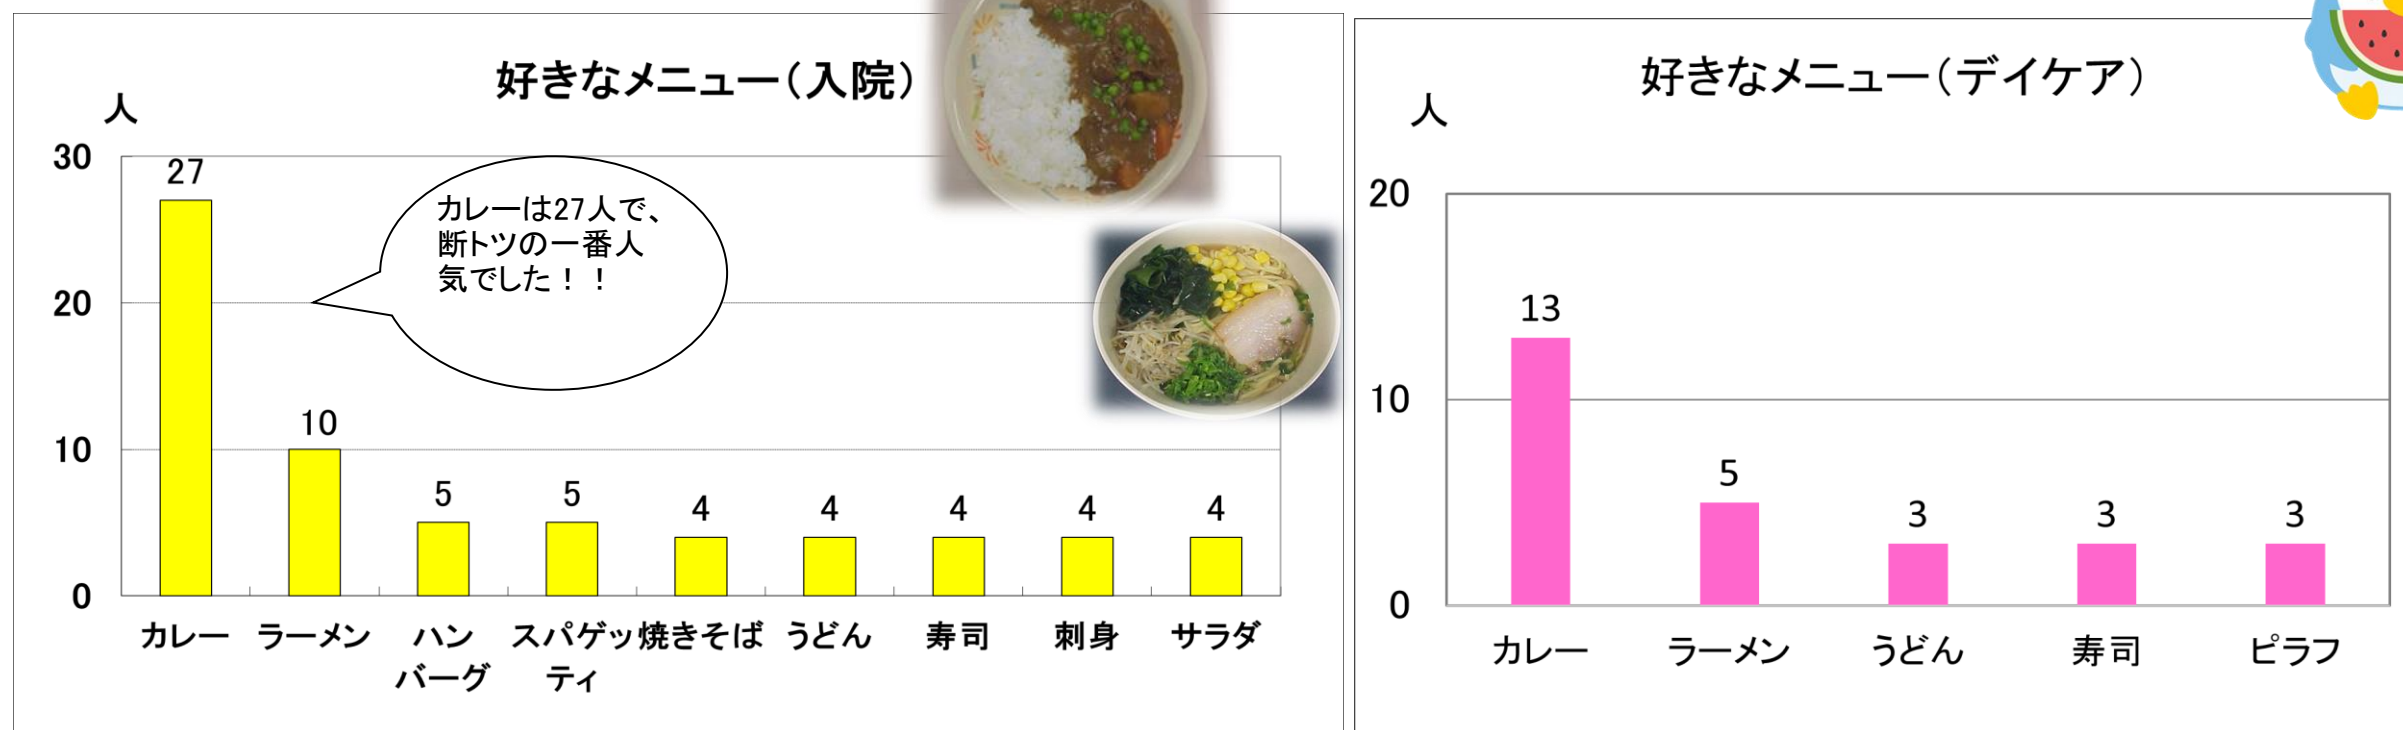 好きなメニュー（入院）
人
30
20
10
0
27
10
5
5
4
4
4
4
4
カレーは27人で、
断トツの一番人
気でした！！
カレー
ラーメン
ハン
バーグ
スパゲッ
ティ
焼きそば
うどん
寿司
刺身
サラダ
好きなメニュー（デイケア）
人
20
10
0
13
5
3
3
3
カレー
ラーメン
うどん
寿司
ピラフ